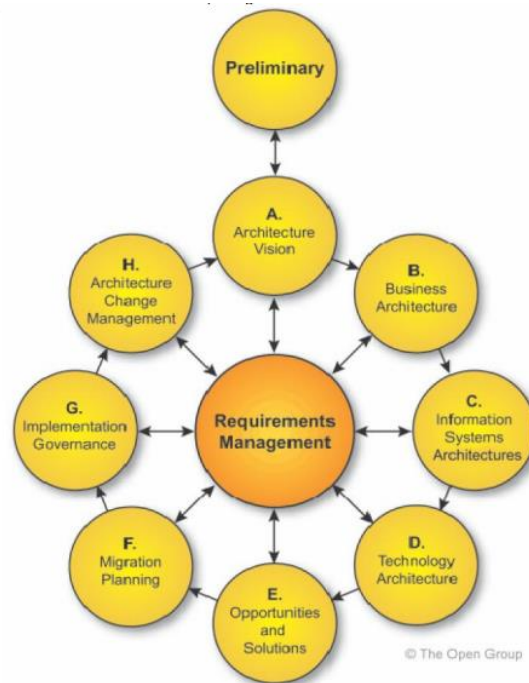 Preliminary
A.
Architecture
Vision
B.
Business
Architecture
C.
Information
Systems
Architectures
D.
Technology
Architecture
E.
Opportunities
and
Solutions
F.
Migration
Planning
G.
Implementation
Governance
H.
Architecture
Change
Management
Requirements
Management
© The Open Group